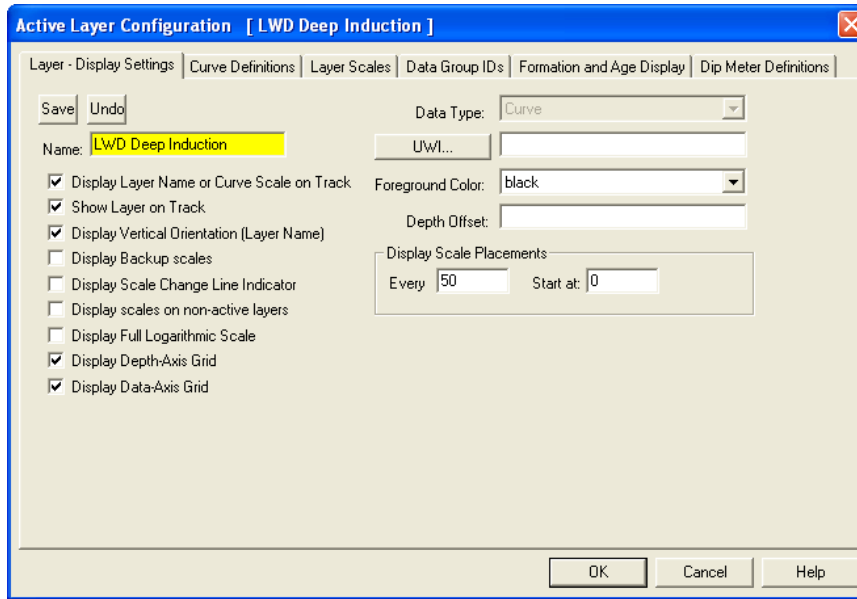 Active Layer Configuration [ LWD Deep Induction ]
Layer - Display Settings Curve Definitions Layer Scales Data Group IDs Formation and Age Display Dip Meter Definitions
Save Undo
Name: LWD Deep Induction
Display Layer Name or Curve Scale on Track
Show Layer on Track
Display Vertical Orientation (Layer Name)
Display Backup scales
Display Scale Change Line Indicator
Display scales on non-active layers
Display Full Logarithmic Scale
Display Depth-Axis Grid
Display Data-Axis Grid
Data Type: Curve
UWI...
Foreground Color: black
Depth Offset:
Display Scale Placements
Every 50 Start at: 0
OK Cancel Help